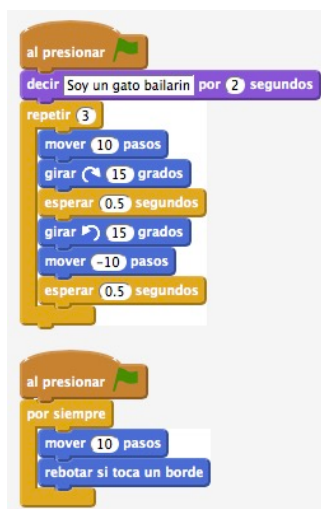 al presionar
decir Soy un gato bailarin por 2 segundos
repetir 3
mover 10 pasos
girar 15 grados
esperar 0.5 segundos
girar 15 grados
mover -10 pasos
esperar 0.5 segundos
al presionar
por siempre
mover 10 pasos
rebotar si toca un borde